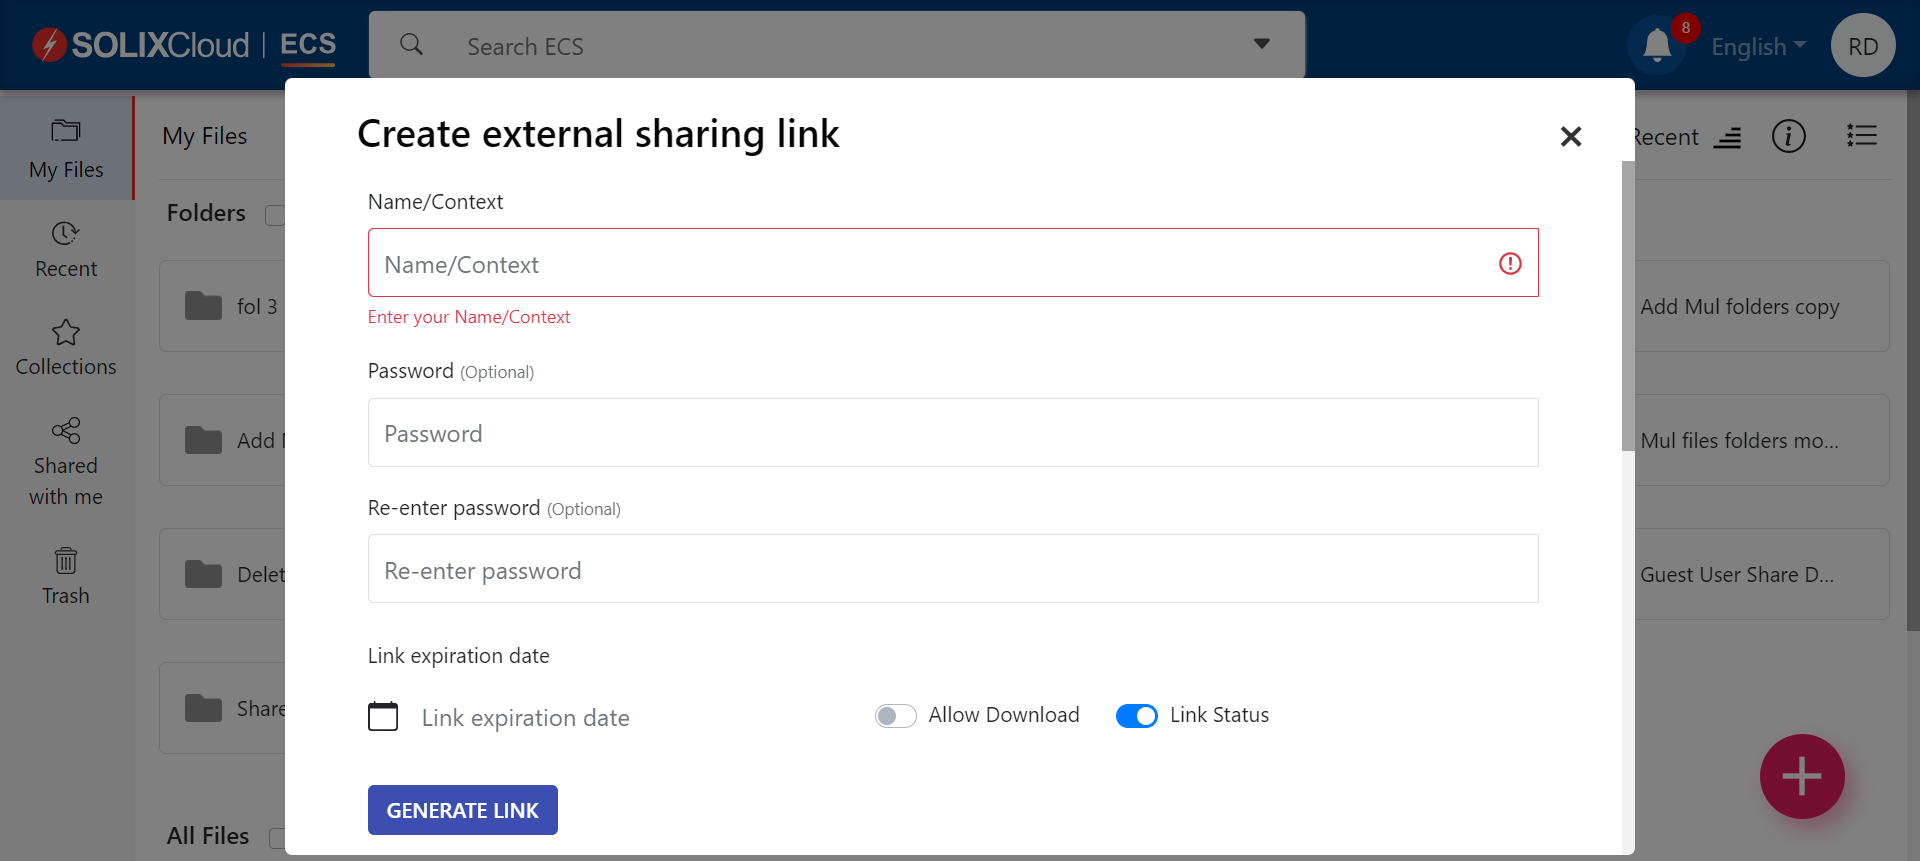 SOLIXCloud | ECS
Search ECS
8
English
RD
My Files
Recent
Collections
Shared
with me
Trash
My Files
Recent
Folders
fol 3
Add Mul folders copy
Add
Mul files folders mo...
Delet
Guest User Share D...
Share
All Files
Create external sharing link
Name/Context
Name/Context
Enter your Name/Context
Password (Optional)
Password
Re-enter password (Optional)
Re-enter password
Link expiration date
Link expiration date
Allow Download
Link Status
GENERATE LINK